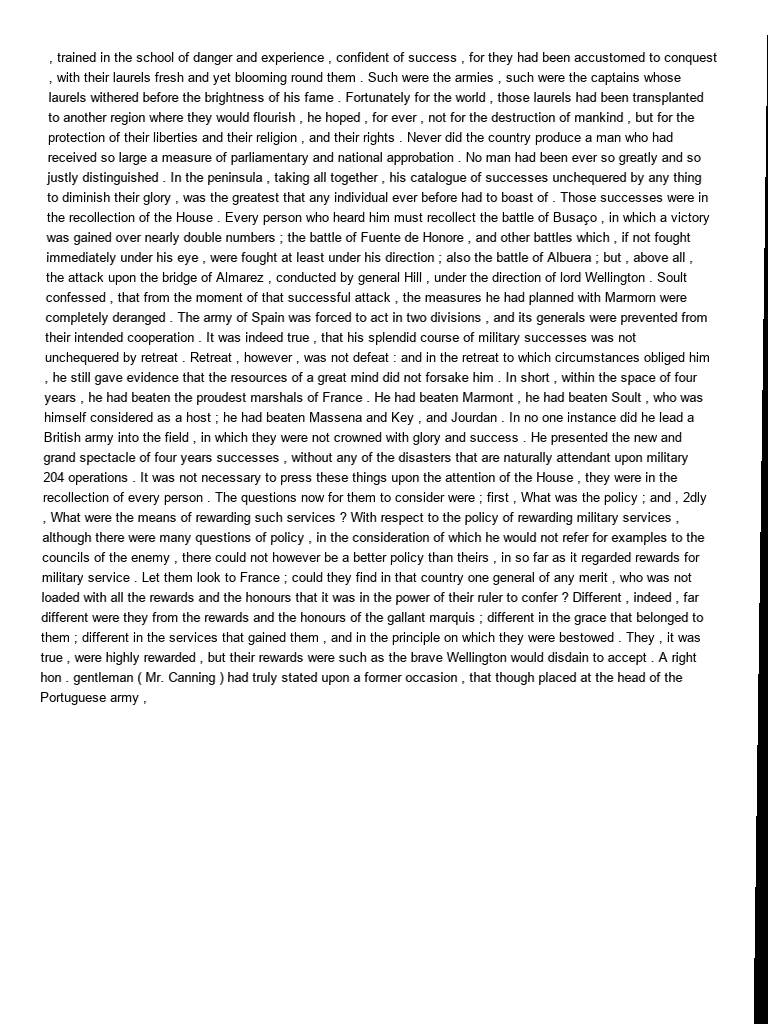 , trained in the school of danger and experience , confident of success , for they had been accustomed to conquest
, with their laurels fresh and yet blooming round them . Such were the armies , such were the captains whose
laurels withered before the brightness of his fame . Fortunately for the world , those laurels had been transplanted
to another region where they would flourish , he hoped , for ever , not for the destruction of mankind , but for the
protection of their liberties and their religion , and their rights . Never did the country produce a man who had
received so large a measure of parliamentary and national approbation . No man had been ever so greatly and so
justly distinguished . In the peninsula , taking all together , his catalogue of successes unchequered by any thing
to diminish their glory , was the greatest that any individual ever before had to boast of . Those successes were in
the recollection of the House . Every person who heard him must recollect the battle of Busaço , in which a victory
was gained over nearly double numbers ; the battle of Fuente de Honore , and other battles which , if not fought
immediately under his eye , were fought at least under his direction ; also the battle of Albuera ; but , above all ,
the attack upon the bridge of Almarez , conducted by general Hill , under the direction of lord Wellington . Soult
confessed , that from the moment of that successful attack , the measures he had planned with Marmorn were
completely deranged . The army of Spain was forced to act in two divisions , and its generals were prevented from
their intended cooperation . It was indeed true , that his splendid course of military successes was not
unchequered by retreat . Retreat , however , was not defeat : and in the retreat to which circumstances obliged him
, he still gave evidence that the resources of a great mind did not forsake him . In short , within the space of four
years , he had beaten the proudest marshals of France . He had beaten Marmont , he had beaten Soult , who was
himself considered as a host ; he had beaten Massena and Key , and Jourdan . In no one instance did he lead a
British army into the field , in which they were not crowned with glory and success . He presented the new and
grand spectacle of four years successes , without any of the disasters that are naturally attendant upon military
204 operations . It was not necessary to press these things upon the attention of the House , they were in the
recollection of every person . The questions now for them to consider were ; first , What was the policy ; and , 2dly
, What were the means of rewarding such services ? With respect to the policy of rewarding military services ,
although there were many questions of policy , in the consideration of which he would not refer for examples to the
councils of the enemy , there could not however be a better policy than theirs , in so far as it regarded rewards for
military service . Let them look to France ; could they find in that country one general of any merit , who was not
loaded with all the rewards and the honours that it was in the power of their ruler to confer ? Different , indeed , far
different were they from the rewards and the honours of the gallant marquis ; different in the grace that belonged to
them ; different in the services that gained them , and in the principle on which they were bestowed . They , it was
true , were highly rewarded , but their rewards were such as the brave Wellington would disdain to accept . A right
hon . gentleman ( Mr. Canning ) had truly stated upon a former occasion , that though placed at the head of the
Portuguese army ,